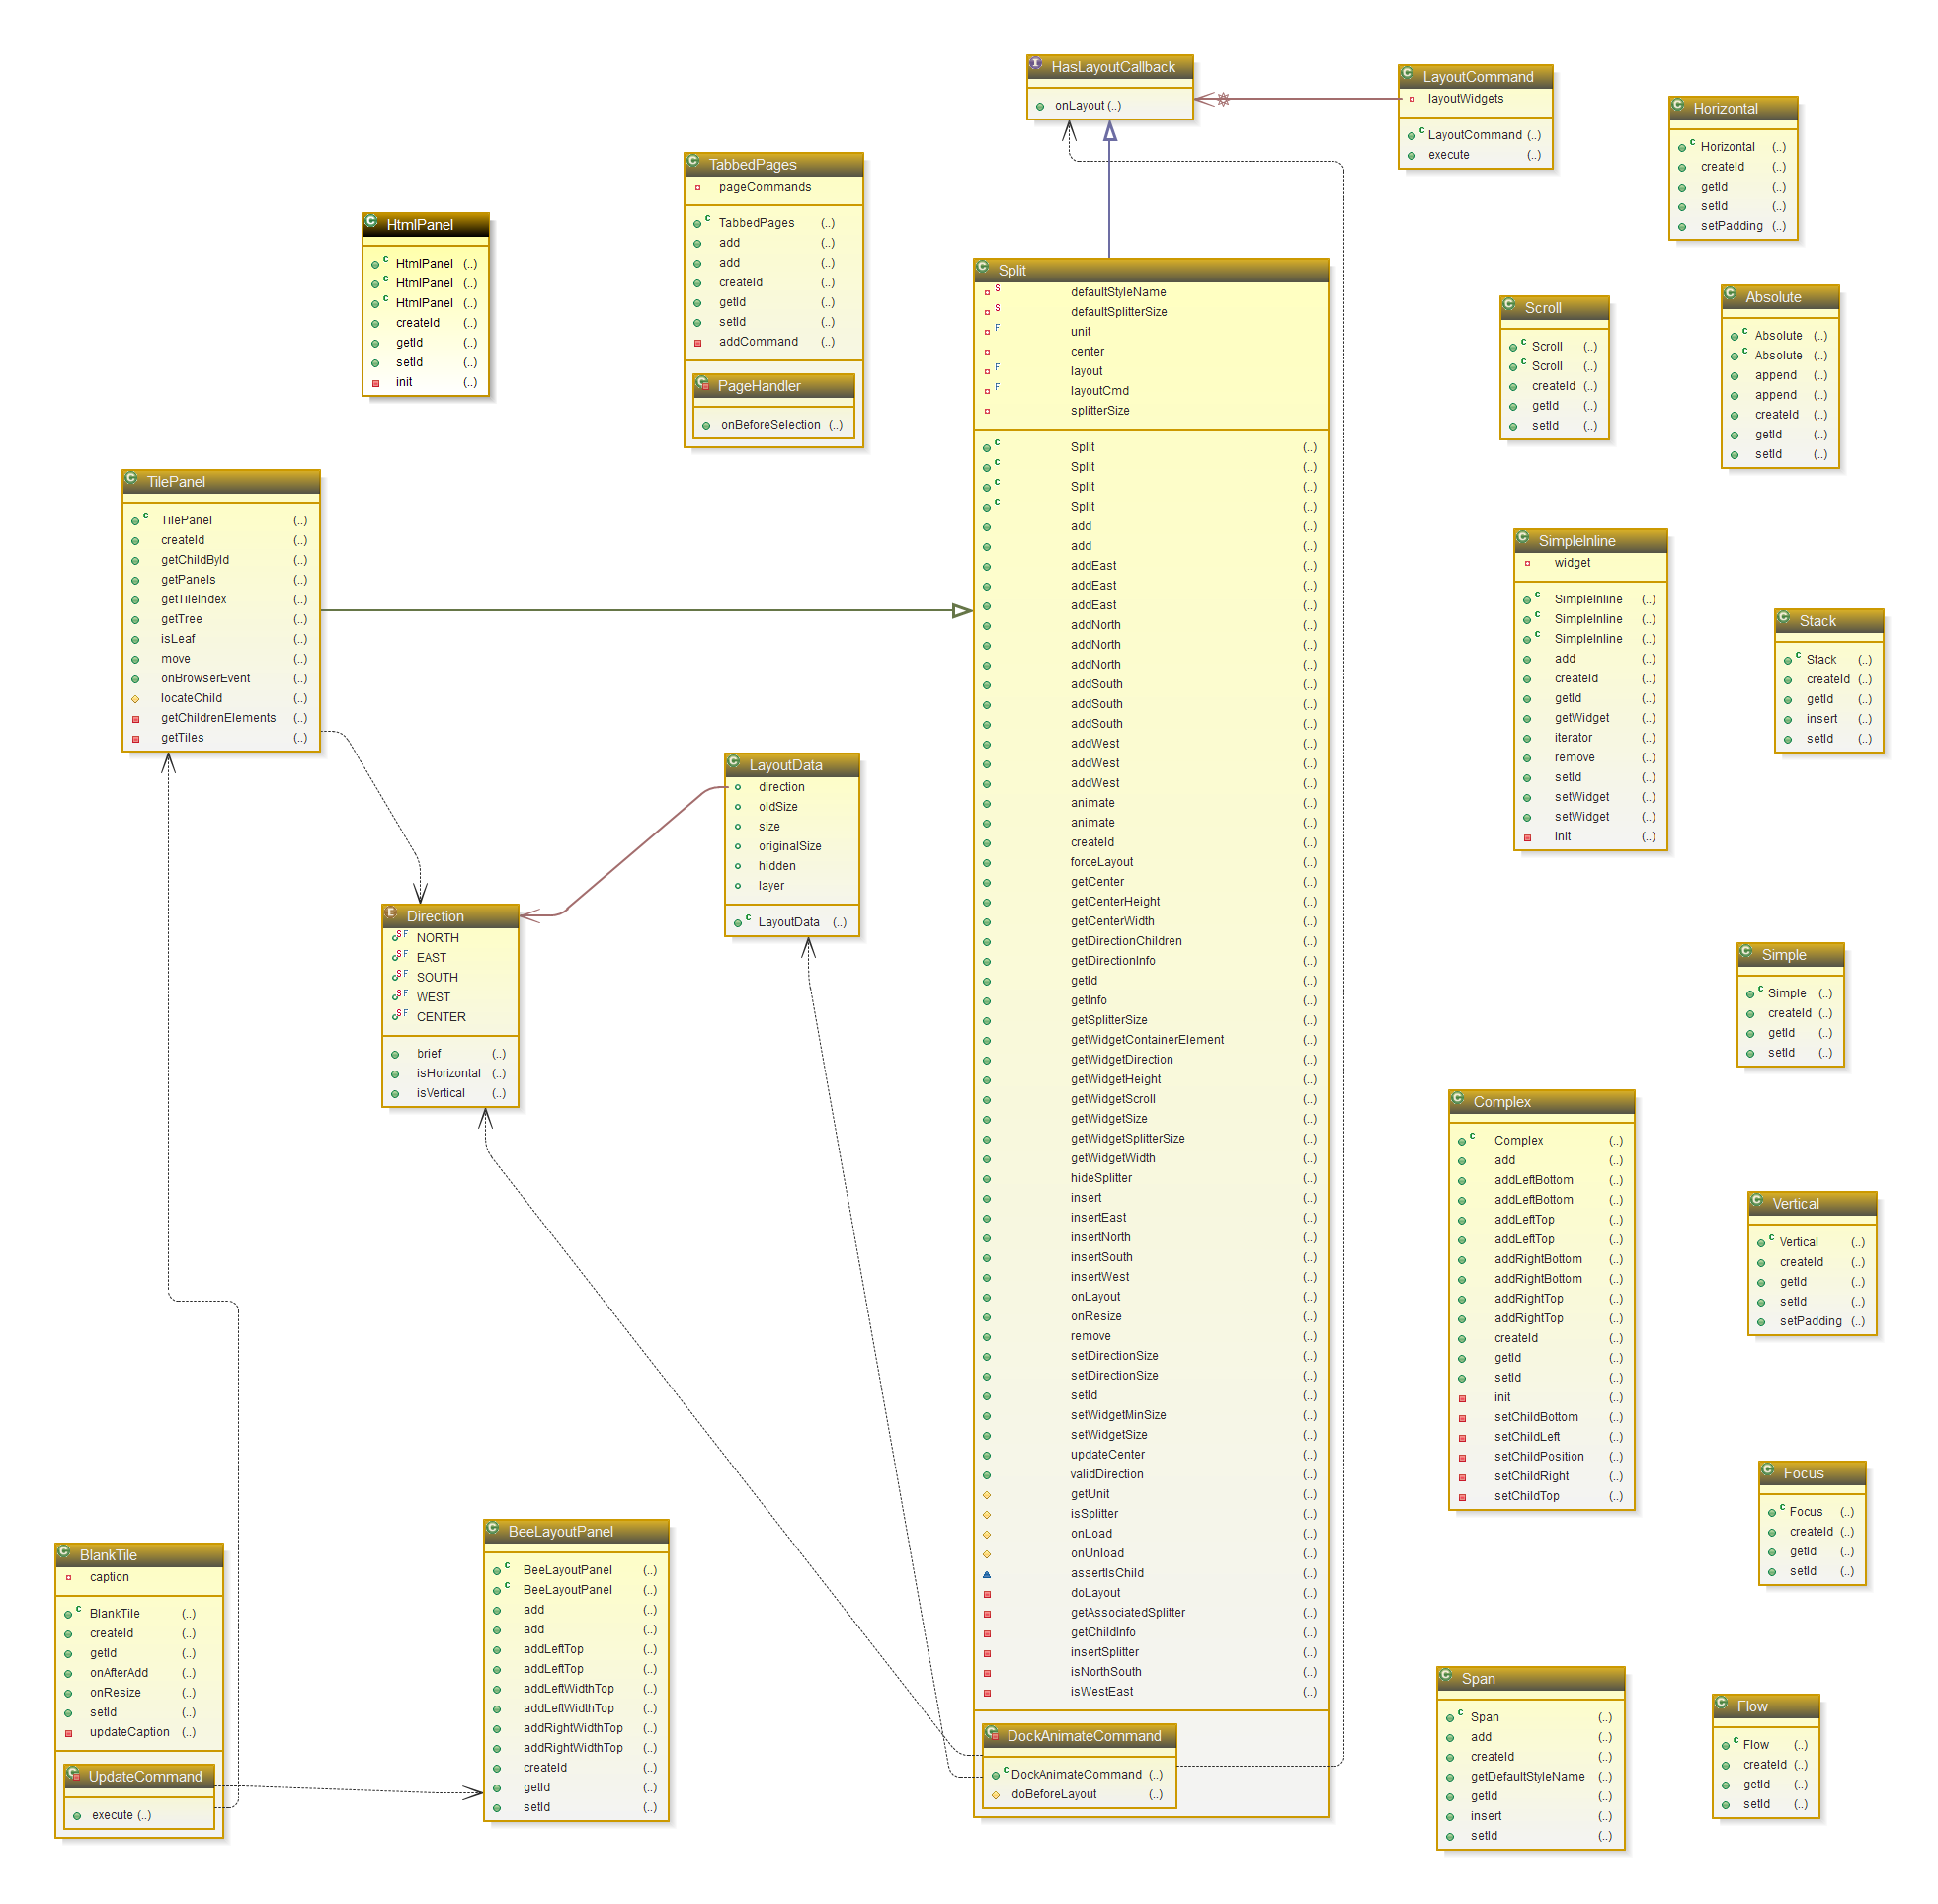 HasLayoutCallback
onLayout (..)
LayoutCommand
layoutWidgets
LayoutCommand (..)
execute (..)
Horizontal
Horizontal (..)
createId (..)
getId (..)
setId (..)
setPadding (..)
TabbedPages
pageCommands
TabbedPages (..)
add (..)
add (..)
createId (..)
getId (..)
setId (..)
addCommand (..)
PageHandler
onBeforeSelection (..)
HtmlPanel
HtmlPanel (..)
HtmlPanel (..)
HtmlPanel (..)
createId (..)
getId (..)
setId (..)
init (..)
Split
defaultStyleName
defaultSplitterSize
unit
center
layout
layoutCmd
splitterSize
Split (..)
Split (..)
Split (..)
Split (..)
add (..)
add (..)
addEast (..)
addEast (..)
addEast (..)
addNorth (..)
addNorth (..)
addNorth (..)
addSouth (..)
addSouth (..)
addSouth (..)
addWest (..)
addWest (..)
addWest (..)
animate (..)
animate (..)
createId (..)
forceLayout (..)
getCenter (..)
getCenterHeight (..)
getCenterWidth (..)
getDirectionChildren (..)
getDirectionInfo (..)
getId (..)
getInfo (..)
getSplitterSize (..)
getWidgetContainerElement (..)
getWidgetDirection (..)
getWidgetHeight (..)
getWidgetScroll (..)
getWidgetSize (..)
getWidgetSplitterSize (..)
getWidgetWidth (..)
hideSplitter (..)
insert (..)
insertEast (..)
insertNorth (..)
insertSouth (..)
insertWest (..)
onLayout (..)
onResize (..)
remove (..)
setDirectionSize (..)
setDirectionSize (..)
setId (..)
setWidgetMinSize (..)
setWidgetSize (..)
updateCenter (..)
validDirection (..)
getUnit (..)
isSplitter (..)
onLoad (..)
onUnload (..)
assertIsChild (..)
doLayout (..)
getAssociatedSplitter (..)
getChildInfo (..)
insertSplitter (..)
isNorthSouth (..)
isWestEast (..)
DockAnimateCommand
DockAnimateCommand (..)
doBeforeLayout (..)
Scroll
Scroll (..)
Scroll (..)
createId (..)
getId (..)
setId (..)
Absolute
Absolute (..)
Absolute (..)
append (..)
append (..)
createId (..)
getId (..)
setId (..)
TilePanel
TilePanel (..)
createId (..)
getChildById (..)
getPanels (..)
getTileIndex (..)
getTree (..)
isLeaf (..)
move (..)
onBrowserEvent (..)
locateChild (..)
getChildrenElements (..)
getTiles (..)
SimpleInline
widget
SimpleInline (..)
SimpleInline (..)
SimpleInline (..)
add (..)
createId (..)
getId (..)
getWidget (..)
iterator (..)
remove (..)
setId (..)
setWidget (..)
setWidget (..)
init (..)
Stack
Stack (..)
createId (..)
getId (..)
insert (..)
setId (..)
LayoutData
direction
oldSize
size
originalSize
hidden
layer
LayoutData (..)
Direction
NORTH
EAST
SOUTH
WEST
CENTER
brief (..)
isHorizontal (..)
isVertical (..)
Simple
Simple (..)
createId (..)
getId (..)
setId (..)
Complex
Complex (..)
add (..)
addLeftBottom (..)
addLeftBottom (..)
addLeftTop (..)
addLeftTop (..)
addRightBottom (..)
addRightBottom (..)
addRightTop (..)
addRightTop (..)
createId (..)
getId (..)
setId (..)
init (..)
setChildBottom (..)
setChildLeft (..)
setChildPosition (..)
setChildRight (..)
setChildTop (..)
Vertical
Vertical (..)
createId (..)
getId (..)
setId (..)
setPadding (..)
Focus
Focus (..)
createId (..)
getId (..)
setId (..)
BlankTile
caption
BlankTile (..)
createId (..)
getId (..)
onAfterAdd (..)
onResize (..)
setId (..)
updateCaption (..)
UpdateCommand
execute (..)
BeeLayoutPanel
BeeLayoutPanel (..)
BeeLayoutPanel (..)
add (..)
add (..)
addLeftTop (..)
addLeftTop (..)
addLeftWidthTop (..)
addLeftWidthTop (..)
addRightWidthTop (..)
addRightWidthTop (..)
createId (..)
getId (..)
setId (..)
Span
Span (..)
add (..)
createId (..)
getDefaultStyleName (..)
getId (..)
insert (..)
setId (..)
Flow
Flow (..)
createId (..)
getId (..)
setId (..)